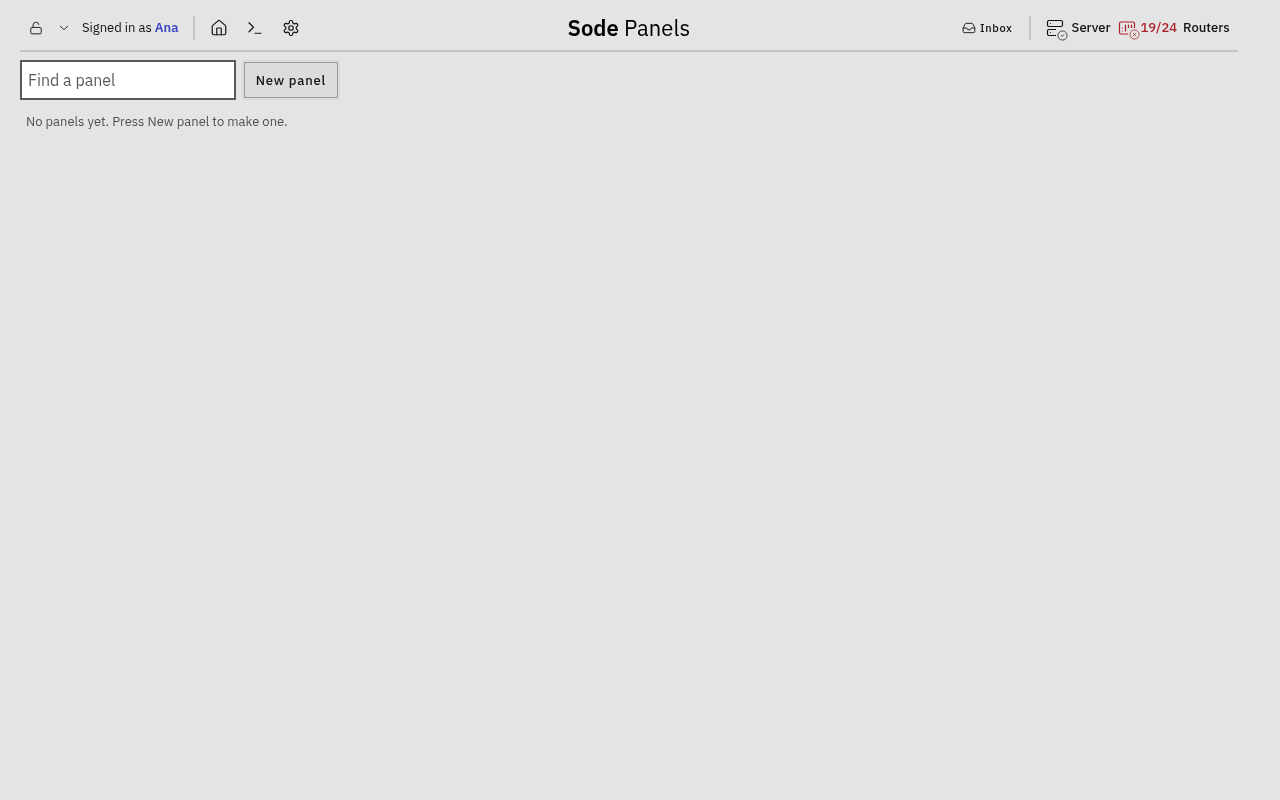 Signed in as Ana
Sode Panels
Inbox
Server
19/24 Routers
Find a panel
New panel
No panels yet. Press New panel to make one.